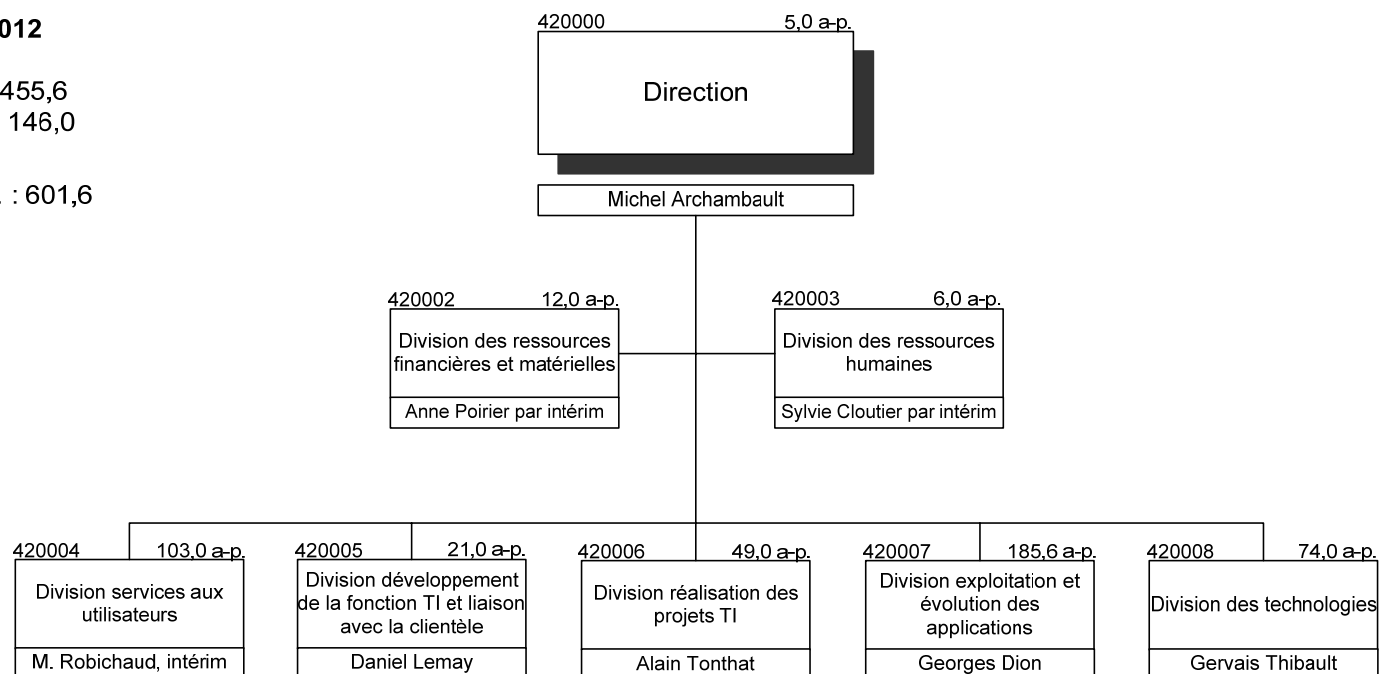 012
455,6
146,0
. : 601,6
420000 5,0 a-p.
Direction
Michel Archambault
420002 12,0 a-p.
Division des ressources
financières et matérielles
Anne Poirier par intérim
420003 6,0 a-p.
Division des ressources
humaines
Sylvie Cloutier par intérim
420004 103,0 a-p.
Division services aux
utilisateurs
M. Robichaud, intérim
420005 21,0 a-p.
Division développement
de la fonction TI et liaison
avec la clientèle
Daniel Lemay
420006 49,0 a-p.
Division réalisation des
projets TI
Alain Tonthat
420007 185,6 a-p.
Division exploitation et
évolution des
applications
Georges Dion
420008 74,0 a-p.
Division des technologies
Gervais Thibault